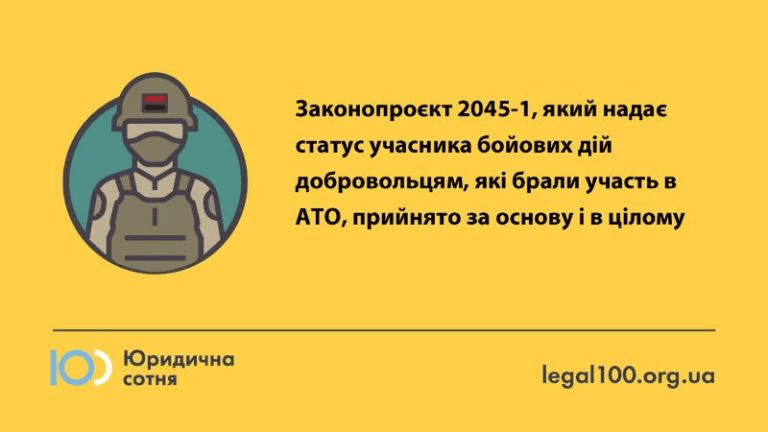 Законопроєкт 2045-1, який надає
статус учасника бойових дій
добровольцям, які брали участь в
АТО, прийнято за основу і в цілому
Юридична
сотня
legal100.org.ua